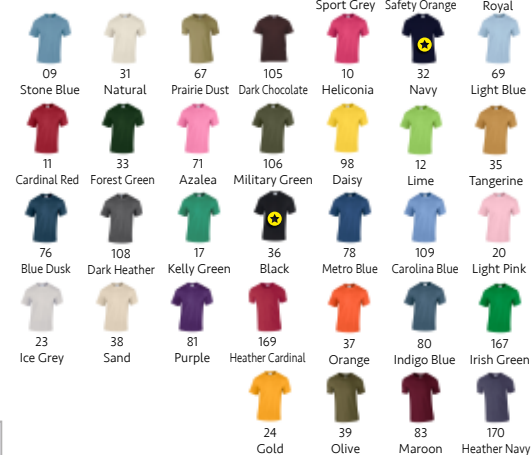 Sport Grey Safety Orange Royal
09 31 67 105 10 32 69
Stone Blue Natural Prairie Dust Dark Chocolate Heliconia Navy Light Blue
11 33 71 106 98 12 35
Cardinal Red Forest Green Azalea Military Green Daisy Lime Tangerine
76 108 17 36 78 109 20
Blue Dusk Dark Heather Kelly Green Black Metro Blue Carolina Blue Light Pink
23 38 81 169 37 80 167
Ice Grey Sand Purple Heather Cardinal Orange Indigo Blue Irish Green
24 39 83 170
Gold Olive Maroon Heather Navy